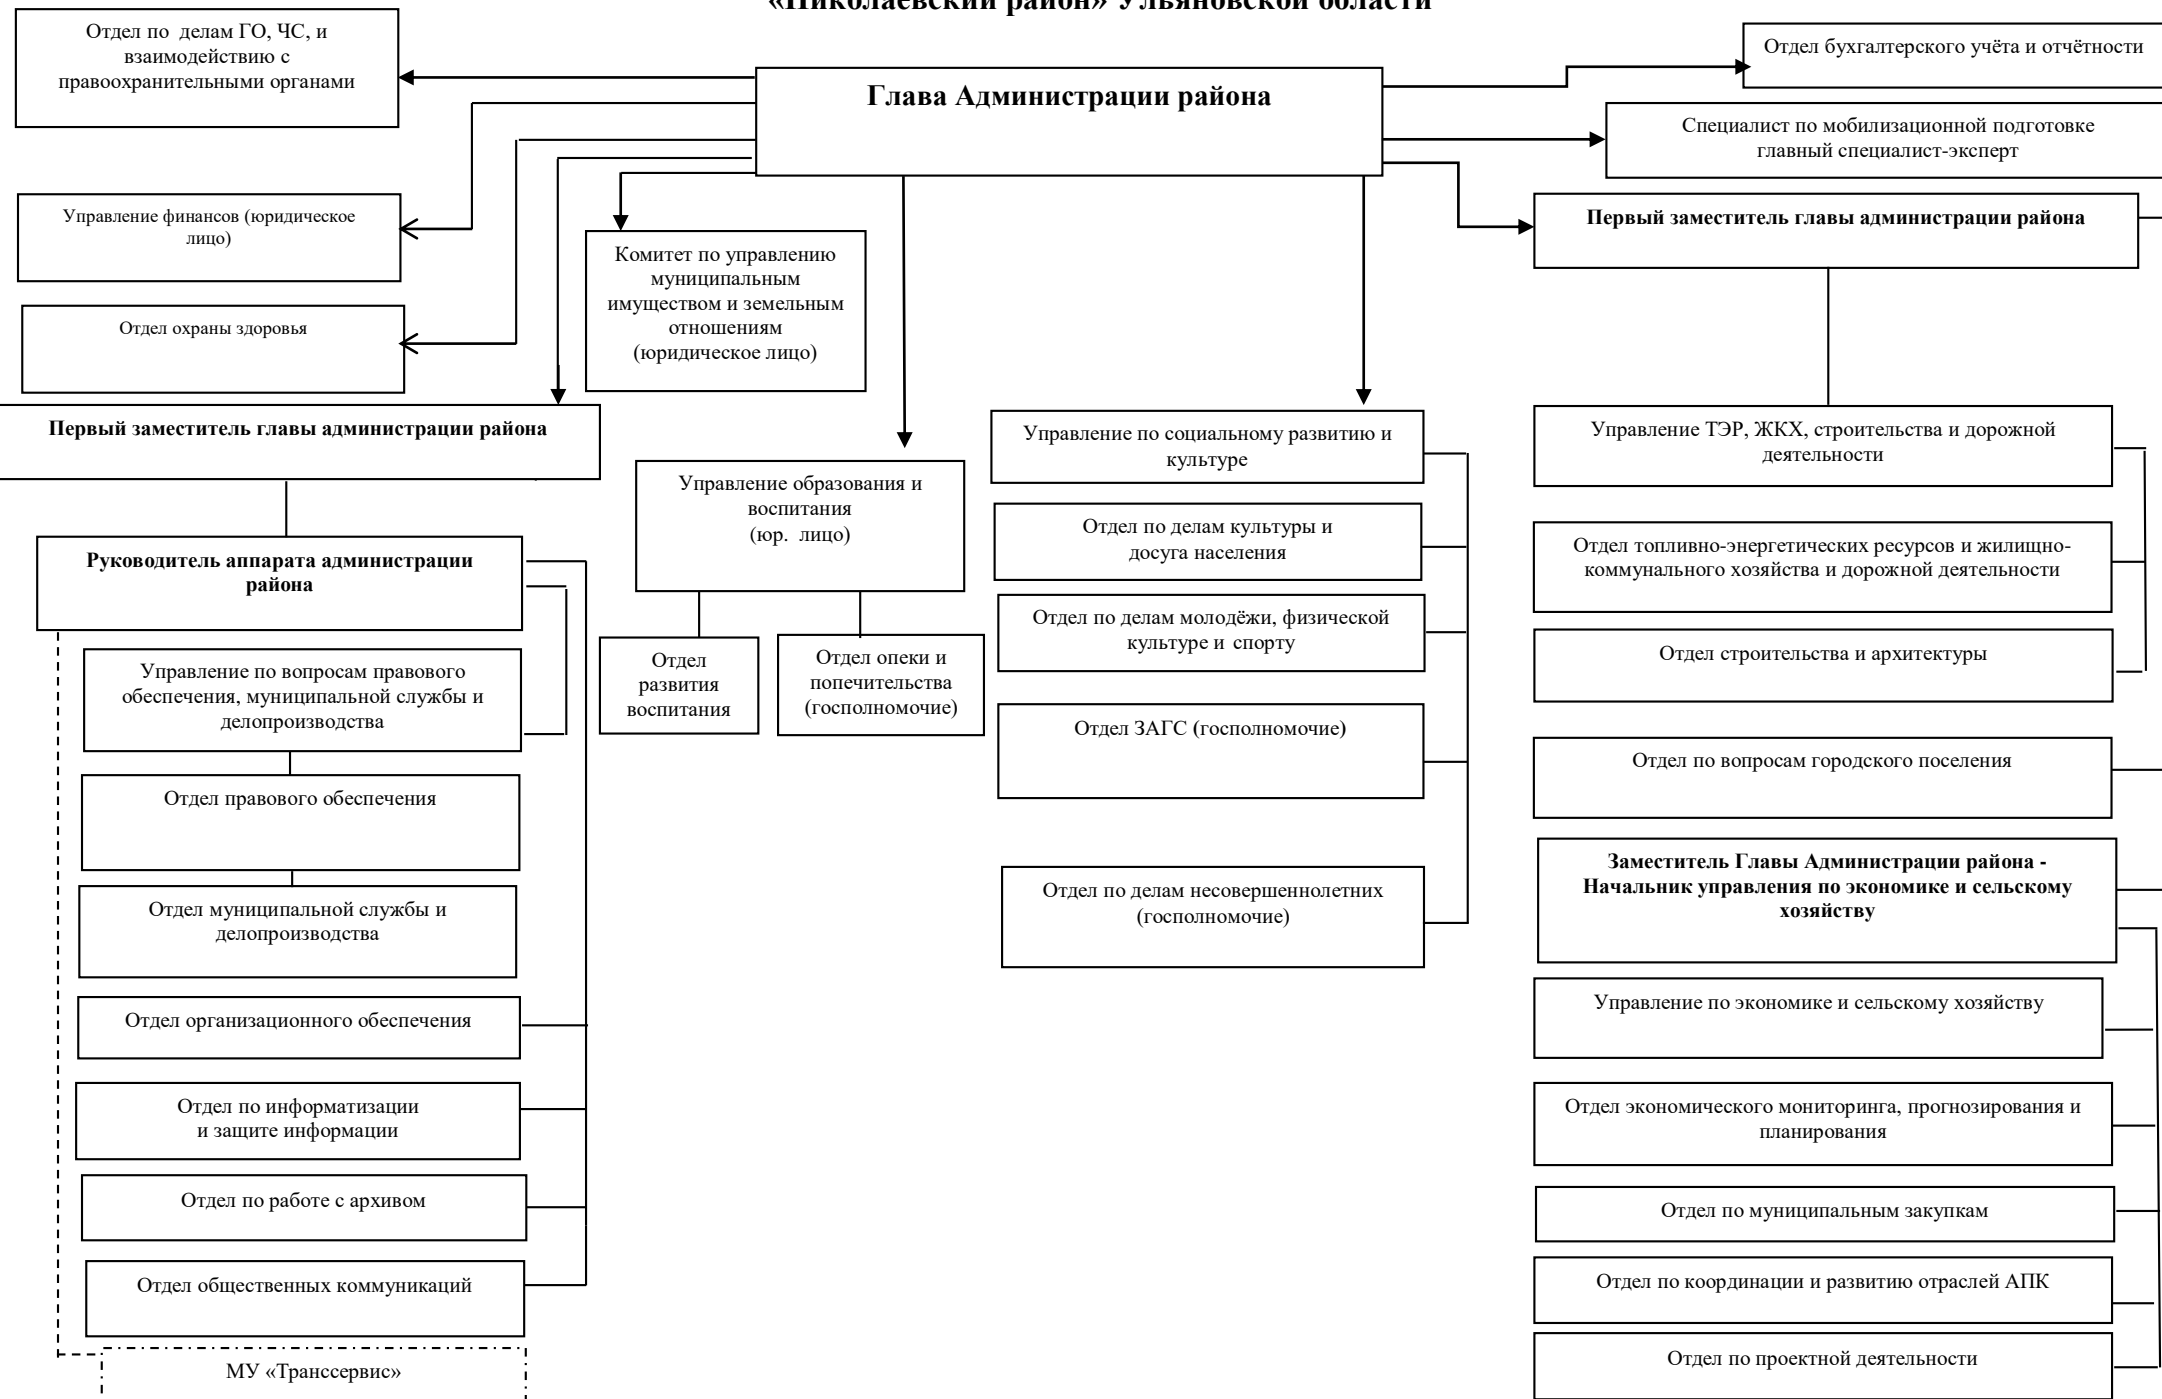 «Николаевский район» Ульяновской области
Отдел по делам ГО, ЧС, и
взаимодействию с
правоохранительными органами
Глава Администрации района
Отдел бухгалтерского учёта и отчётности
Специалист по мобилизационной подготовке
главный специалист-эксперт
Управление финансов (юридическое
лицо)
Первый заместитель главы администрации района
Комитет по управлению
муниципальным
имуществом и земельным
отношениям
(юридическое лицо)
Отдел охраны здоровья
Первый заместитель главы администрации района
Руководитель аппарата администрации
района
Управление по вопросам правового
обеспечения, муниципальной службы и
делопроизводства
Отдел правового обеспечения
Отдел муниципальной службы и
делопроизводства
Отдел организационного обеспечения
Отдел по информатизации
и защите информации
Отдел по работе с архивом
Отдел общественных коммуникаций
МУ «Транссервис»
Управление образования и
воспитания
(юр. лицо)
Отдел
развития
воспитания
Отдел опеки и
попечительства
(госполномочие)
Управление по социальному развитию и
культуре
Отдел по делам культуры и
досуга населения
Отдел по делам молодёжи, физической
культуре и спорту
Отдел ЗАГС (госполномочие)
Отдел по делам несовершеннолетних
(госполномочие)
Управление ТЭР, ЖКХ, строительства и дорожной
деятельности
Отдел топливно-энергетических ресурсов и жилищно-
коммунального хозяйства и дорожной деятельности
Отдел строительства и архитектуры
Отдел по вопросам городского поселения
Заместитель Главы Администрации района -
Начальник управления по экономике и сельскому
хозяйству
Управление по экономике и сельскому хозяйству
Отдел экономического мониторинга, прогнозирования и
планирования
Отдел по муниципальным закупкам
Отдел по координации и развитию отраслей АПК
Отдел по проектной деятельности